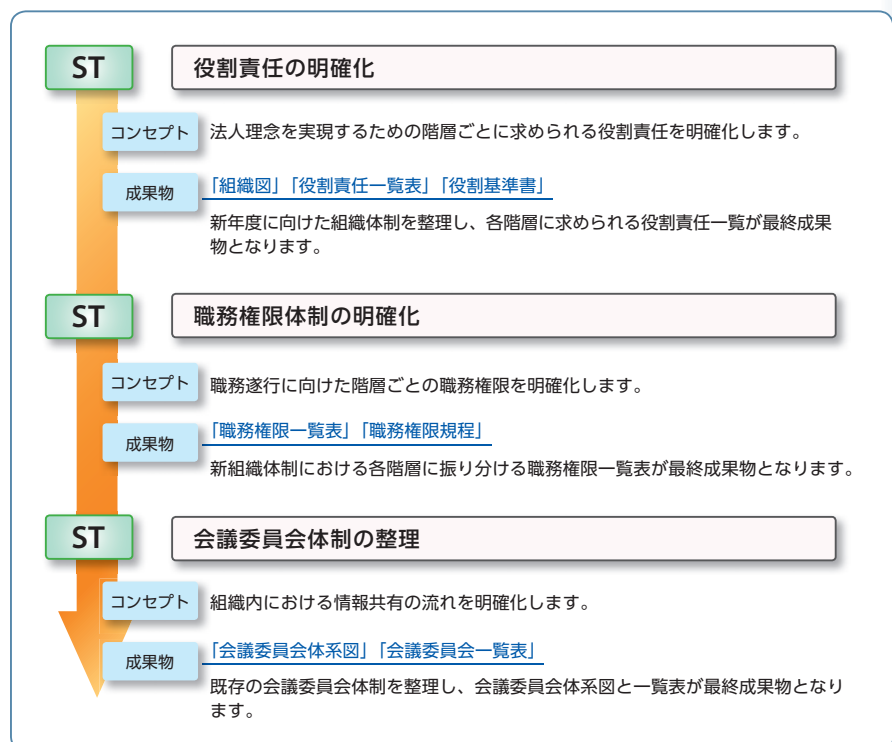 ST
役割責任の明確化
コンセプト
法人理念を実現するための階層ごとに求められる役割責任を明確化します。
成果物
「組織図」「役割責任一覧表」「役割基準書」
新年度に向けた組織体制を整理し、各階層に求められる役割責任一覧が最終成果
物となります。
ST
職務権限体制の明確化
コンセプト
職務遂行に向けた階層ごとの職務権限を明確化します。
成果物
「職務権限一覧表」「職務権限規程」
新組織体制における各階層に振り分ける職務権限一覧表が最終成果物となります。
ST
会議委員会体制の整理
コンセプト
組織内における情報共有の流れを明確化します。
成果物
「会議委員会体系図」「会議委員会一覧表」
既存の会議委員会体制を整理し、会議委員会体系図と一覧表が最終成果物となり
ます。